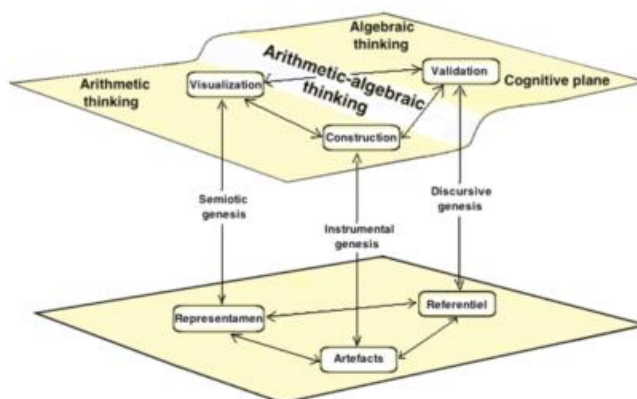 Algebraic
thinking
Arithmetic
thinking
Arithmetic-algebraic
thinking
Visualization
Validation
Cognitive plane
Construction
Semiotic
genesis
Instrumental
genesis
Discursive
genesis
Representamen
Referentiel
Artefacts